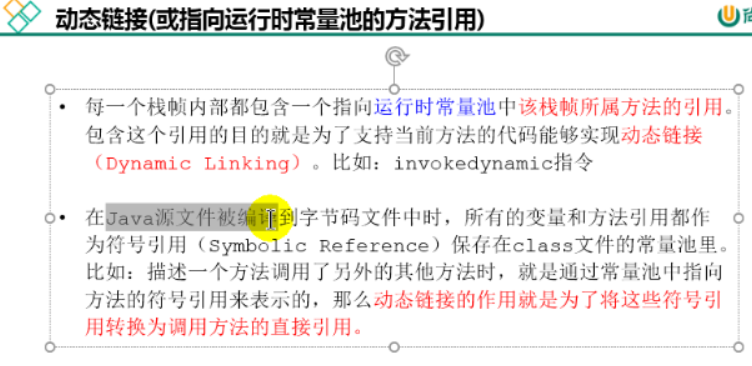 动态链接(或指向运行时常量池的方法引用)
• 每一个栈帧内部都包含一个指向运行时常量池中该栈帧所属方法的引用。
包含这个引用的目的就是为了支持当前方法的代码能够实现动态链接
（Dynamic Linking）。比如：invokedynamic指令
• 在Java源文件被编译到字节码文件中时，所有的变量和方法引用都作
为符号引用（Symbolic Reference）保存在class文件的常量池里。
比如：描述一个方法调用了另外的其他方法时，就是通过常量池中指向
方法的符号引用来表示的，那么动态链接的作用就是为了将这些符号引
用转换为调用方法的直接引用。